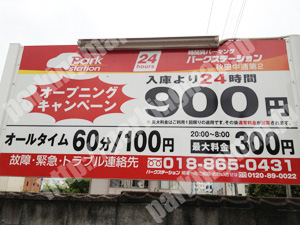 Park station
24 hours
時間貸パーキング
パークステーション
秋田中通第2
オープニング
キャンペーン
入庫より24時間
900円
オールタイム 60分/100円
20:00~8:00
最大料金 300円
故障・緊急・トラブル連絡先
018-865-0431
パークステーション
0120-89-0022